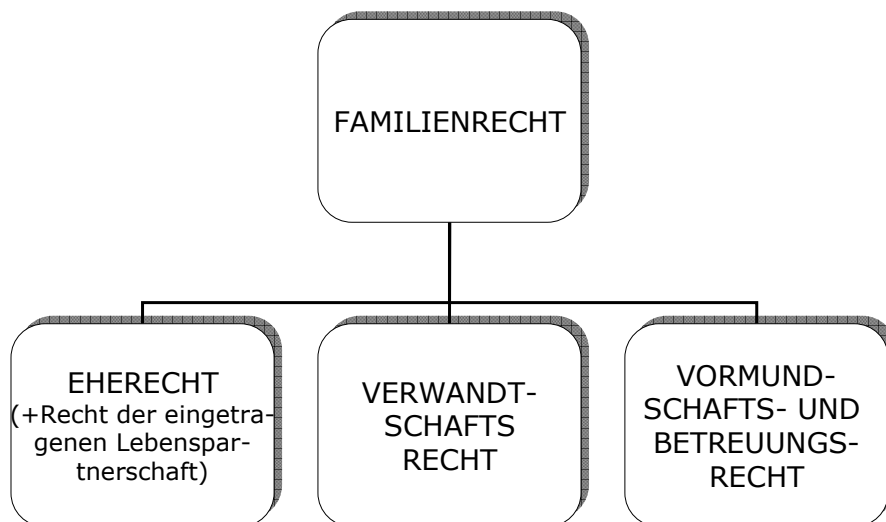 FAMILIENRECHT
EHERECHT
(+Recht der eingetra-
genen Lebenspar-
tnerschaft)
VERWANDT-
SCHAFTS
RECHT
VORMUND-
SCHAFTS- UND
BETREUUNGS-
RECHT